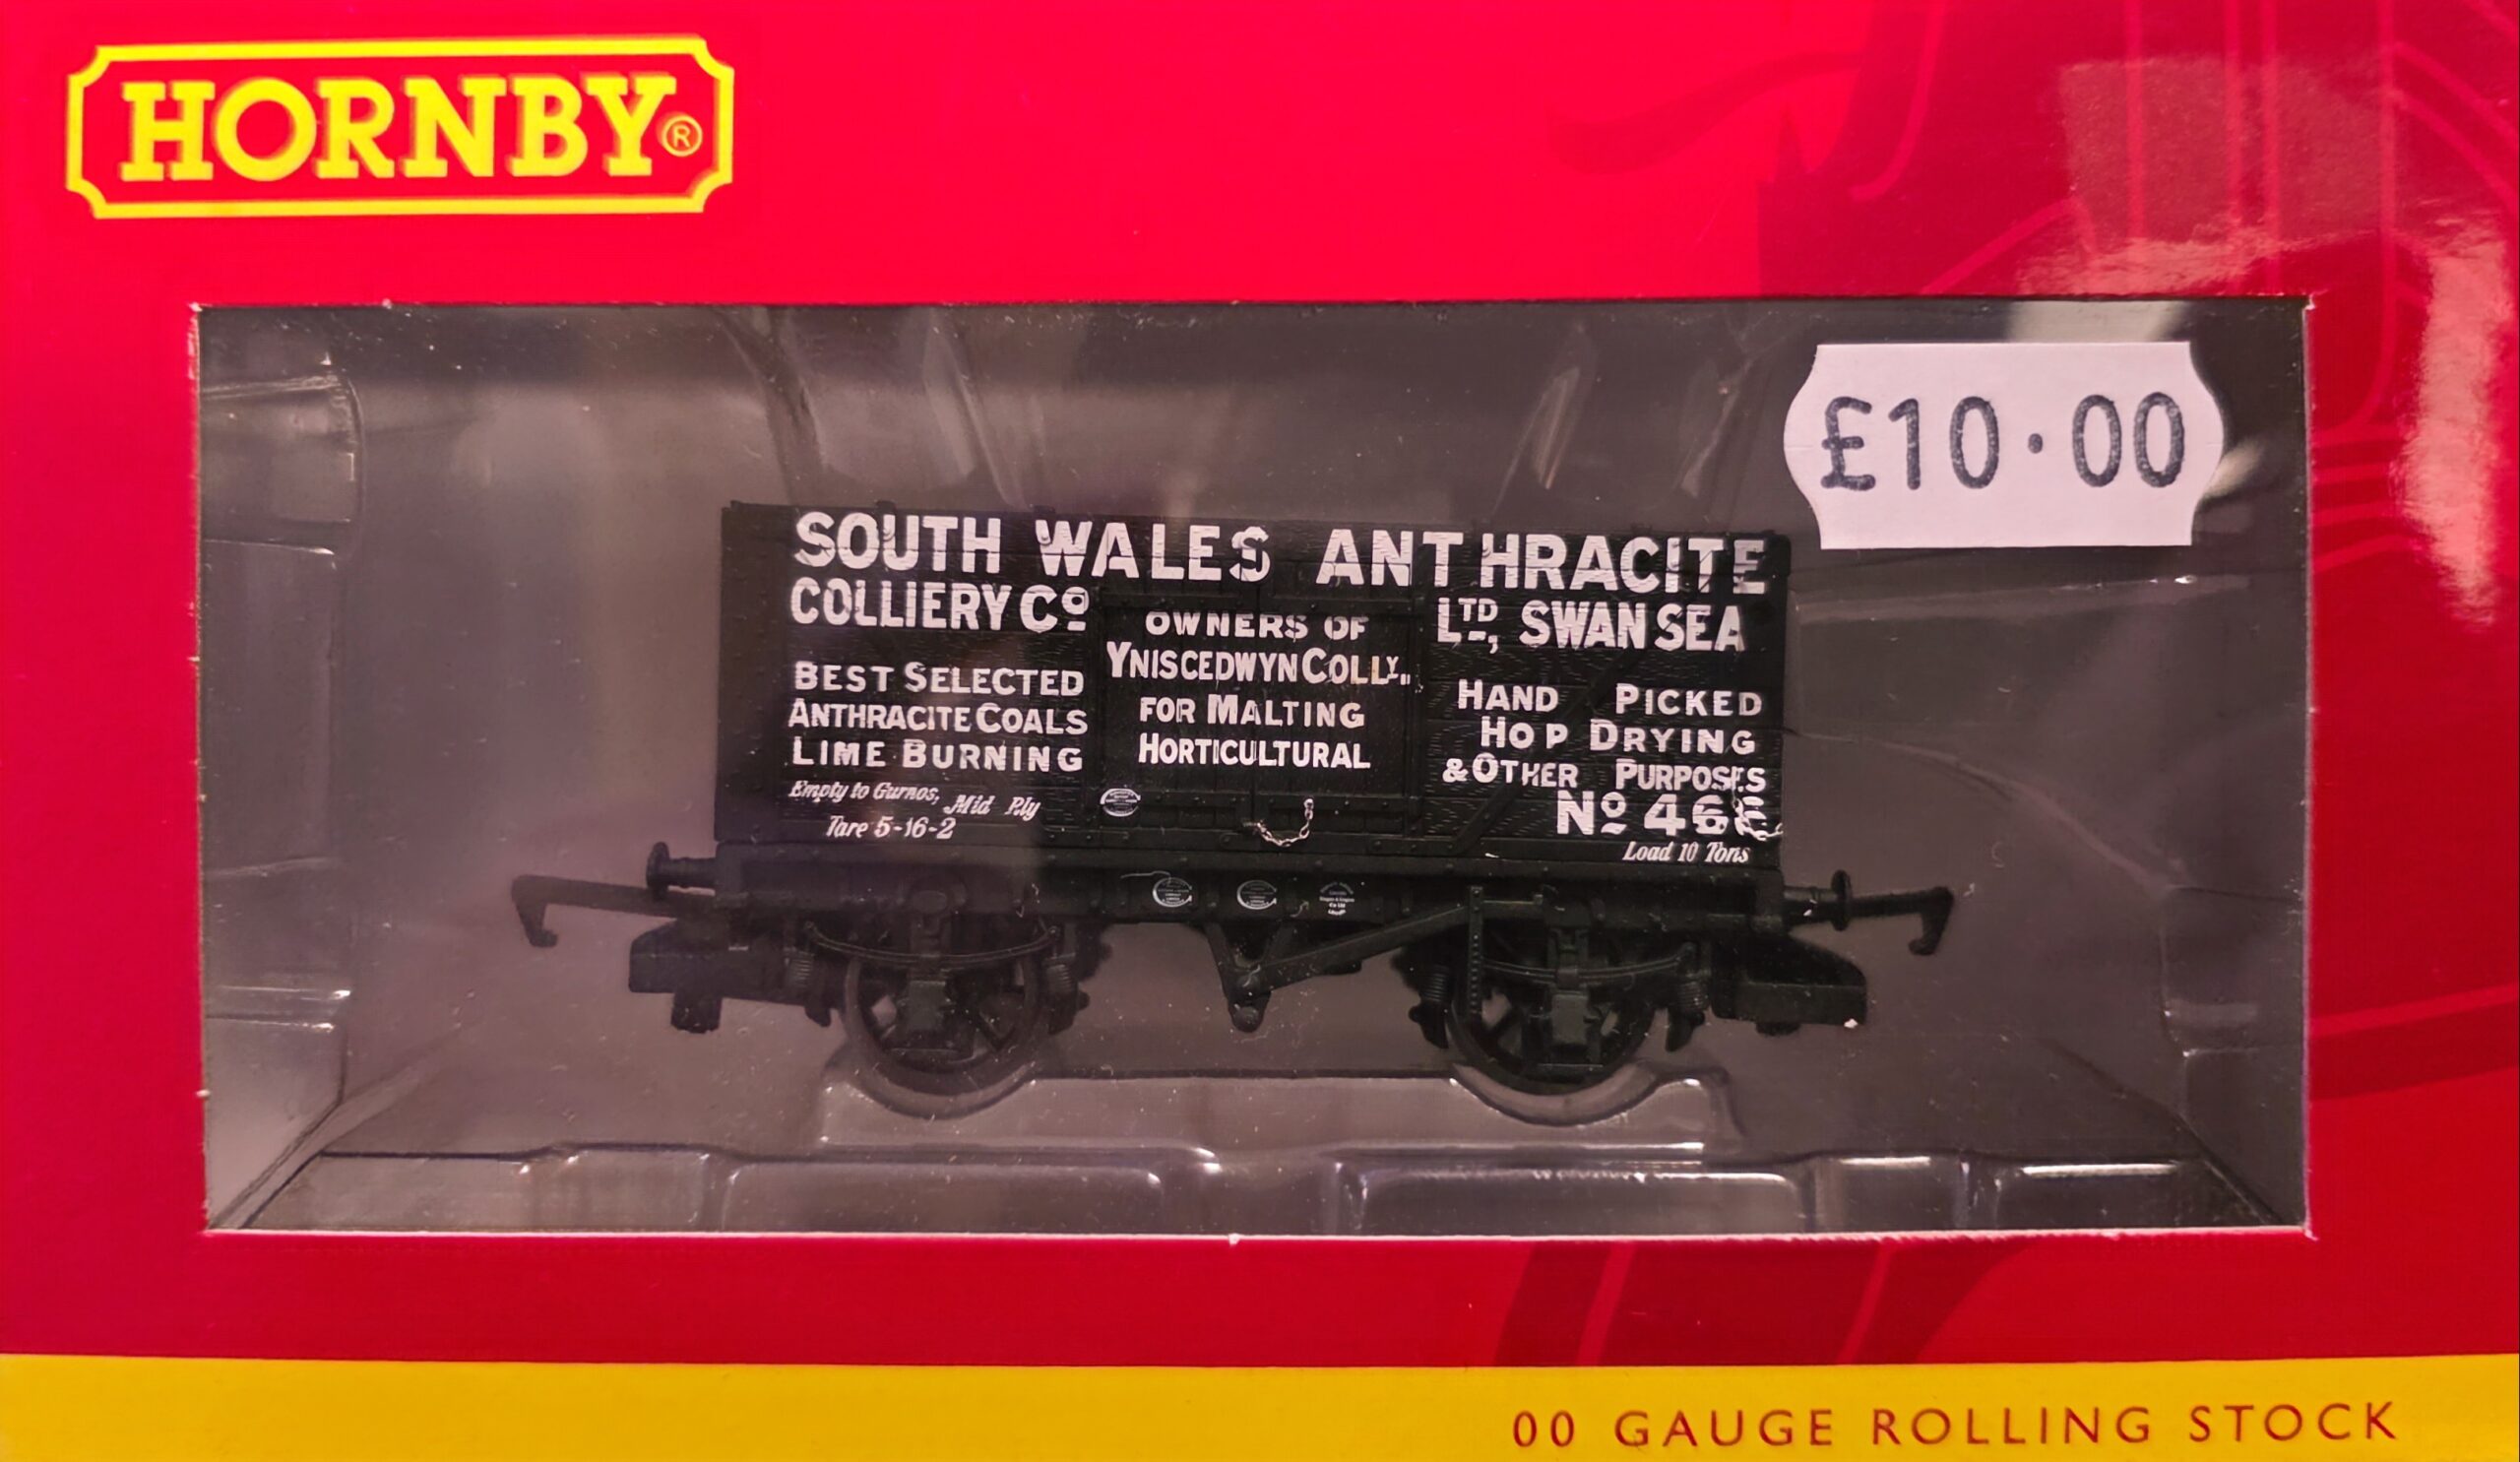 HORNBY®
£10.00
SOUTH WALES ANTHRACITE
COLLIERY Cº
OWNERS OF
LTD, SWANSEA
YNISCEDWYN COLLY.,
BEST SELECTED
ANTHRACITE COALS
LIME BURNING
FOR MALTING
HORTICULTURAL
HAND PICKED
HOP DRYING
& OTHER PURPOSES
Empty to Gurnos, Mid Rly
Tare 5-16-2
Load 10 Tons
00 GAUGE ROLLING STOCK